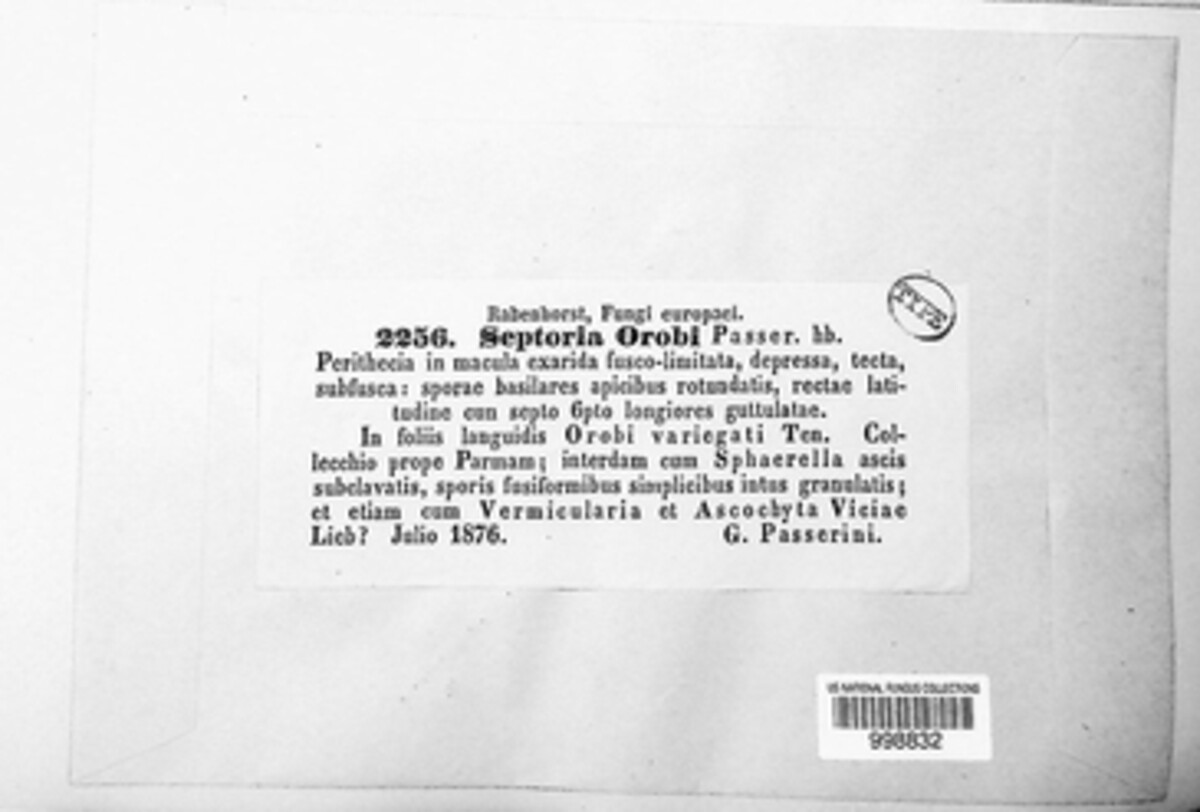 Rabenhorst, Fungi europaei.
TYPE
2256. Septoria Orobi Passer. hb.
Perithecia in macula exarida fusco-limitata, depressa, tecta,
subfusca: sporae basilares apicibus rotundatis, rectae lati-
tudine cun septo 6pto longiores guttulatae.
In foliis languidis Orobi variegati Ten. Col-
lecchio prope Parmam; interdam cum Sphaerella ascis
subclavatis, sporis fusiformibus simplicibus intus granulatis;
et etiam cum Vermicularia et Ascochyta Viciae
Lieb? Julio 1876. G. Passerini.
US NATIONAL FUNGUS COLLECTIONS
998832